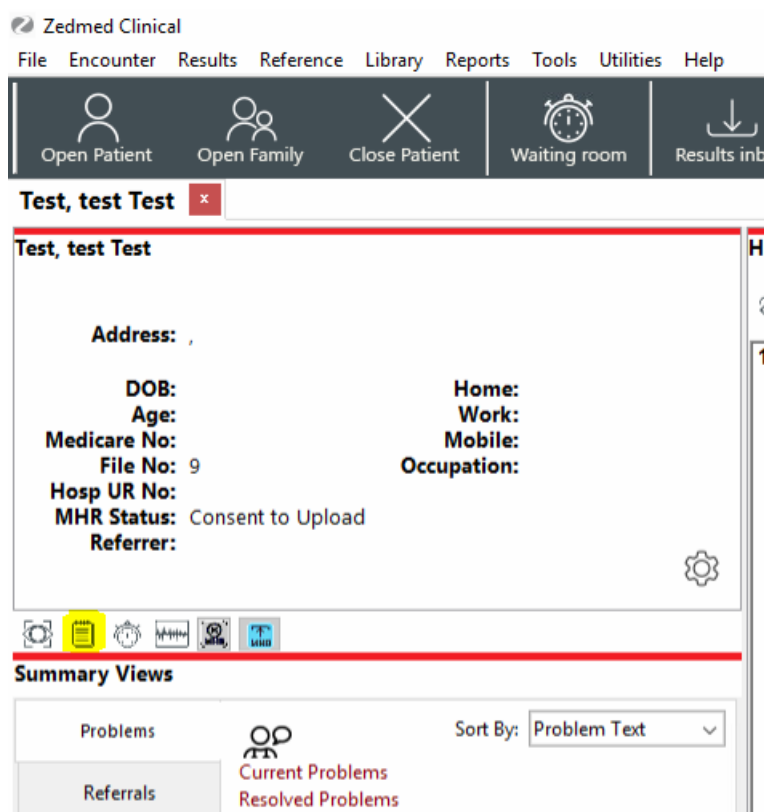 Zedmed Clinical
File Encounter Results Reference Library Reports Tools Utilities Help
Open Patient Open Family Close Patient Waiting room Results inb
Test, test Test x
Test, test Test
Address: ,
DOB: Home:
Age: Work:
Medicare No: Mobile:
File No: 9 Occupation:
Hosp UR No:
MHR Status: Consent to Upload
Referrer:
Summary Views
Problems Sort By: Problem Text
Current Problems
Referrals
Resolved Problems